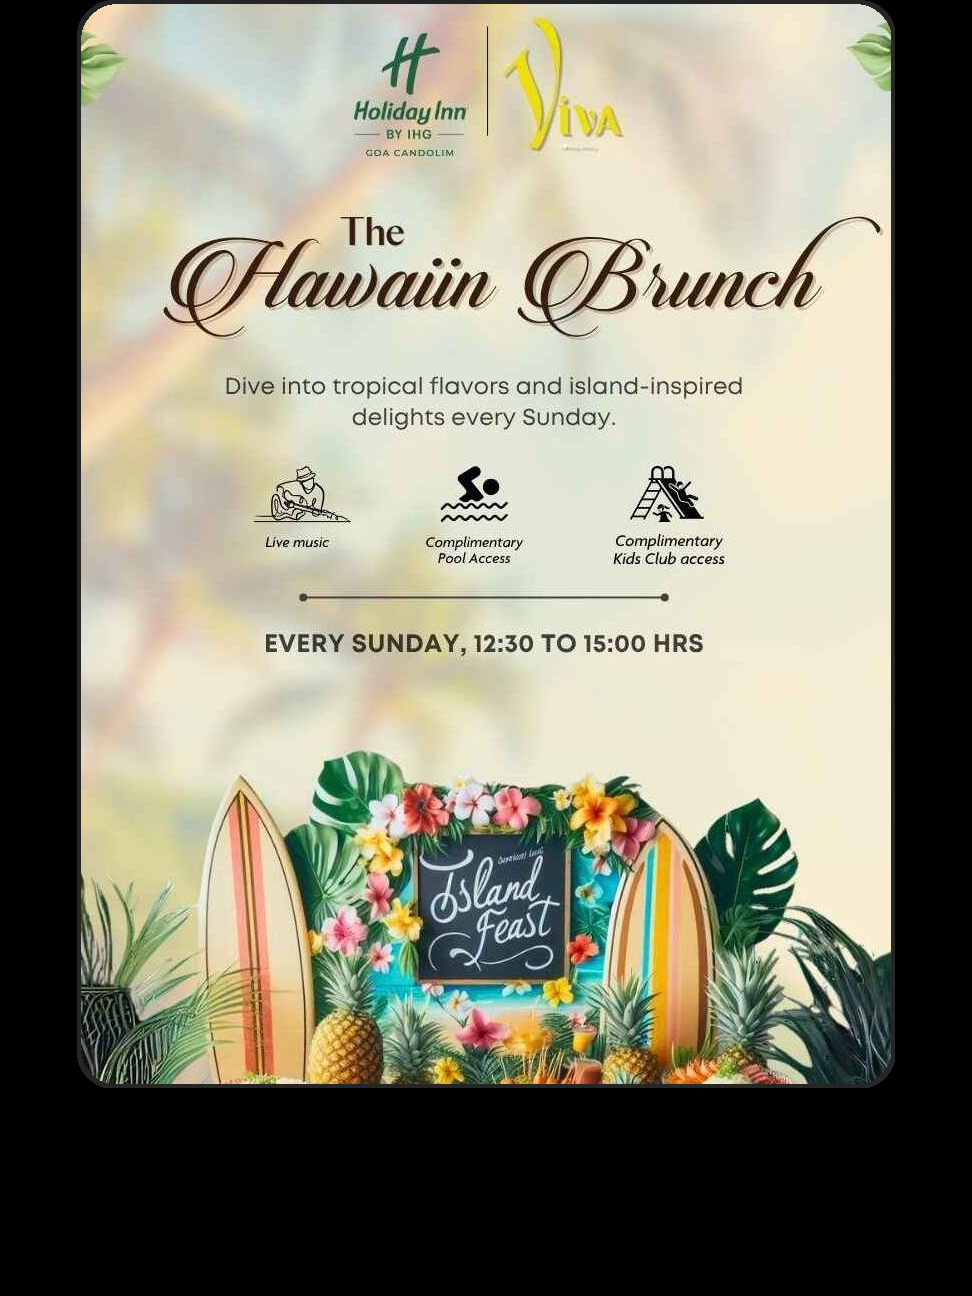 Holiday Inn
BY IHG
GOA CANDOLIM
VIVA
The
Hawaiin Brunch
Dive into tropical flavors and island-inspired
delights every Sunday.
Live music
Complimentary
Pool Access
Complimentary
Kids Club access
EVERY SUNDAY, 12:30 TO 15:00 HRS
Island
Feast